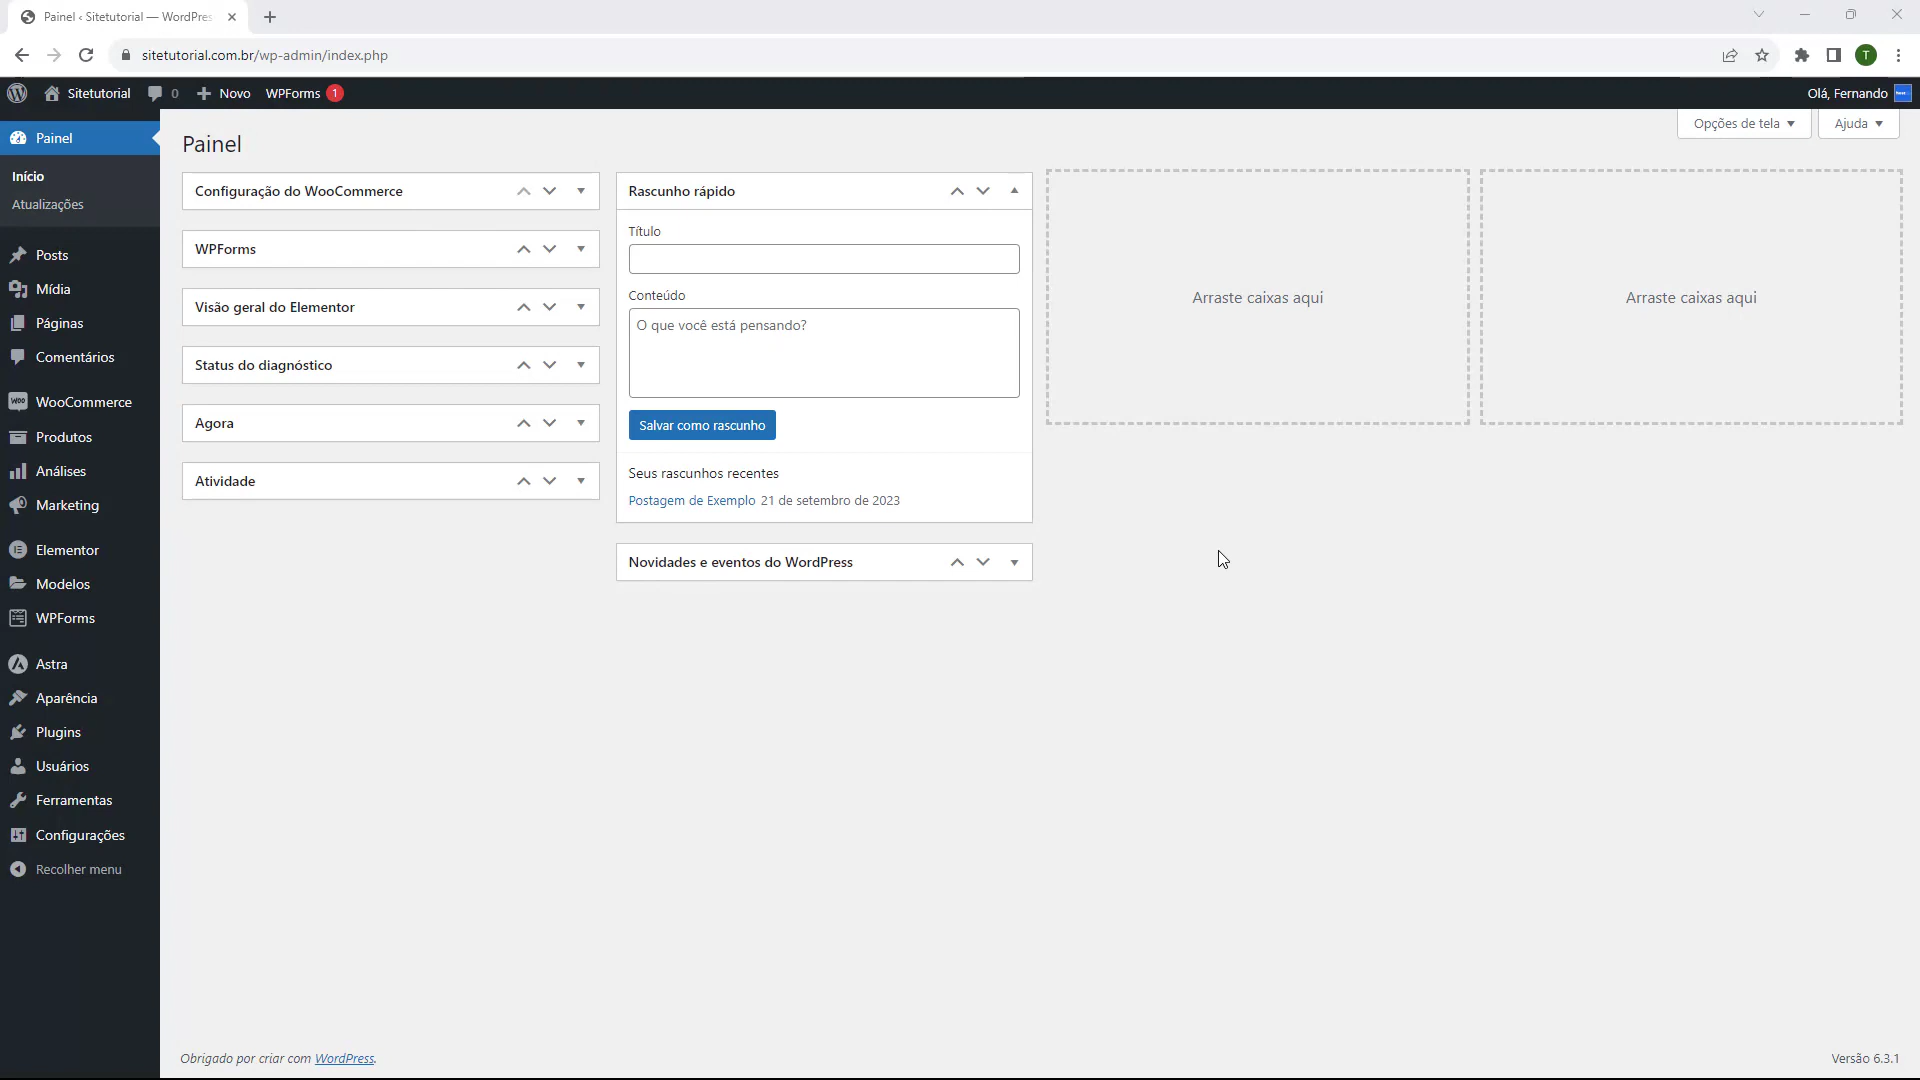 Painel ‹ Sitetutorial — WordPres
sitetutorial.com.br/wp-admin/index.php
T
Sitetutorial
0
Novo
WPForms 1
Olá, Fernando
Painel
Início
Atualizações
Posts
Mídia
Páginas
Comentários
WooCommerce
Produtos
Análises
Marketing
Elementor
Modelos
WPForms
Astra
Aparência
Plugins
Usuários
Ferramentas
Configurações
Recolher menu
Painel
Opções de tela
Ajuda
Configuração do WooCommerce
WPForms
Visão geral do Elementor
Status do diagnóstico
Agora
Atividade
Rascunho rápido
Título
Conteúdo
O que você está pensando?
Salvar como rascunho
Seus rascunhos recentes
Postagem de Exemplo 21 de setembro de 2023
Novidades e eventos do WordPress
Arraste caixas aqui
Arraste caixas aqui
Obrigado por criar com WordPress.
Versão 6.3.1